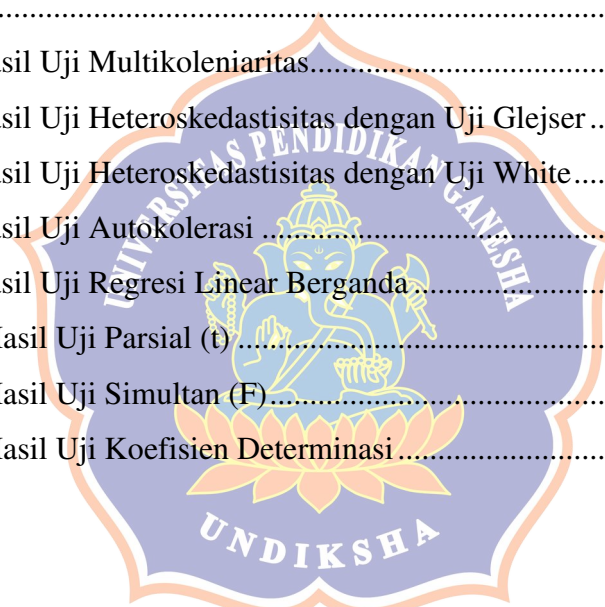 asil Uji Multikoleniaritas
asil Uji Heteroskedastisitas dengan Uji Glejser
asil Uji Heteroskedastisitas dengan Uji White
asil Uji Autokolerasi
asil Uji Regresi Linear Berganda
Hasil Uji Parsial (t)
Hasil Uji Simultan (F)
Hasil Uji Koefisien Determinasi
UNIVERSITAS PENDIDIKAN GANESHA
UNDIKSHA